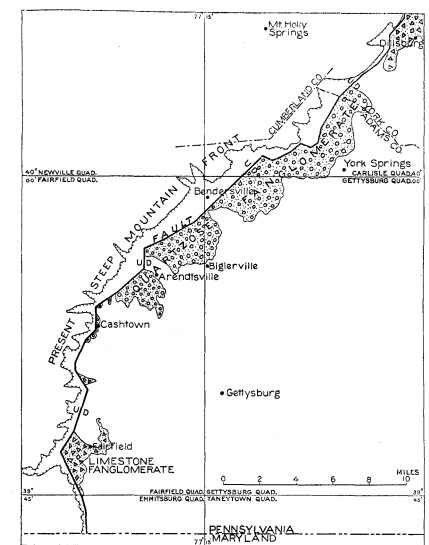 77° 15'
Mt. Holly
Springs
Dillsburg
CUMBERLAND CO.
YORK CO.
ADAMS CO.
U D
PRESENT STEEP MOUNTAIN FRONT
FAULT
QUARTZOSE CONGLOMERATE
York Springs
40° NEWVILLE QUAD. CARLISLE QUAD. 40°
00' FAIRFIELD QUAD. GETTYSBURG QUAD. 00'
Bendersville
U D
Biglerville
Arendtsville
U D
Cashtown
Gettysburg
U D
Fairfield
LIMESTONE
FANGLOMERATE
MILES
0 2 4 6 8 10
39° FAIRFIELD QUAD. GETTYSBURG QUAD. 39°
45' EMMITSBURG QUAD. TANEYTOWN QUAD. 45'
PENNSYLVANIA
MARYLAND
77° 15'